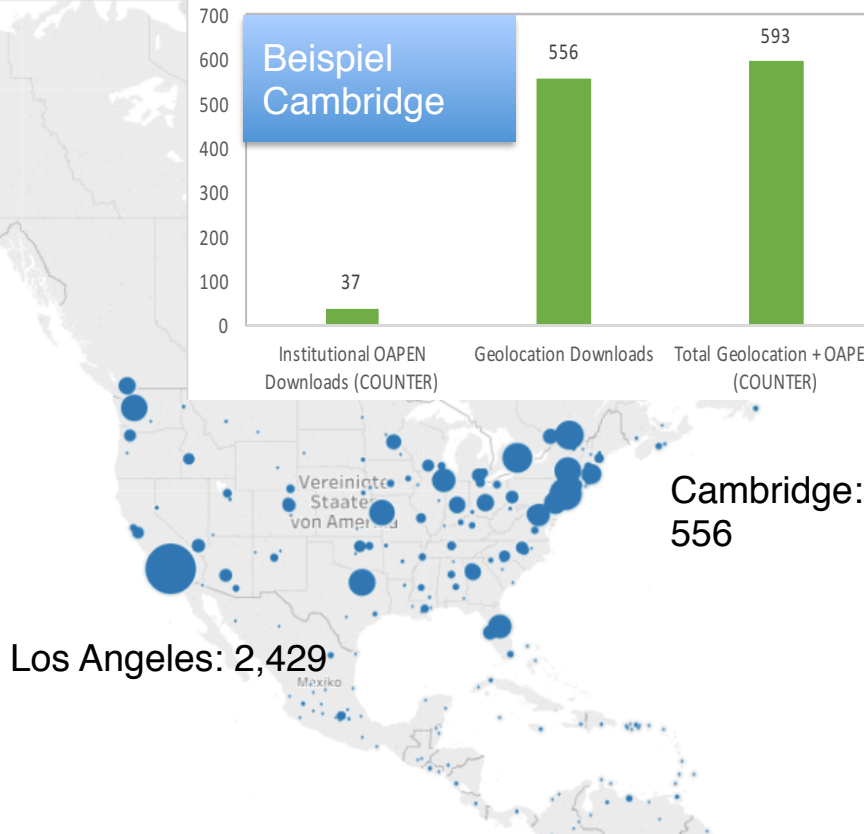 700
600
500
400
300
200
100
0
Beispiel
Cambridge
37
556
593
Institutional OAPEN
Downloads (COUNTER)
Geolocation Downloads
Total Geolocation + OAPE
(COUNTER)
Vereinigte
Staaten
von Amerika
Cambridge:
556
Los Angeles: 2,429
Mexiko